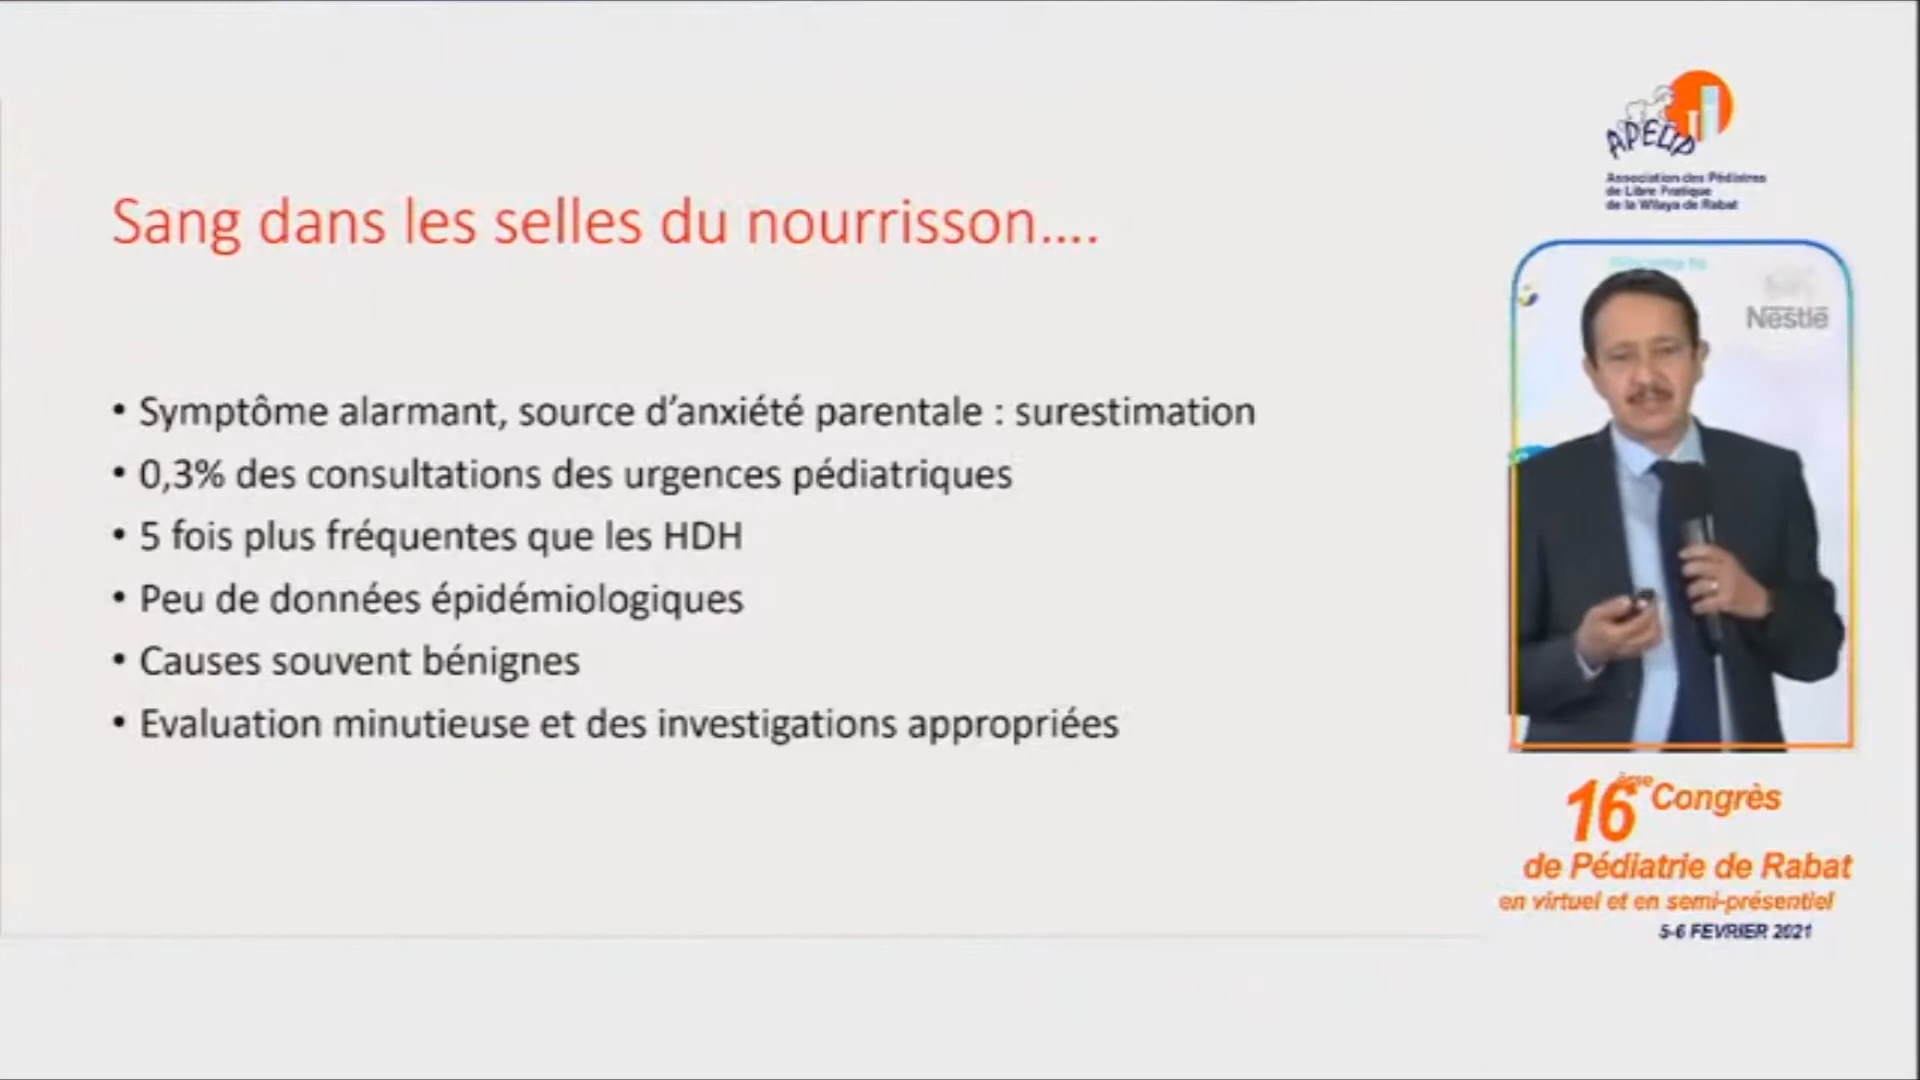 Sang dans les selles du nourrisson....
• Symptôme alarmant, source d'anxiété parentale : surestimation
• 0,3% des consultations des urgences pédiatriques
• 5 fois plus fréquentes que les HDH
• Peu de données épidémiologiques
• Causes souvent bénignes
• Evaluation minutieuse et des investigations appropriées
APELIP
Association des Pédiatres
de Libre Pratique
de la Wilaya de Rabat
Nestlé
16ème Congrès
de Pédiatrie de Rabat
en virtuel et en semi-présentiel
5-6 FEVRIER 2021